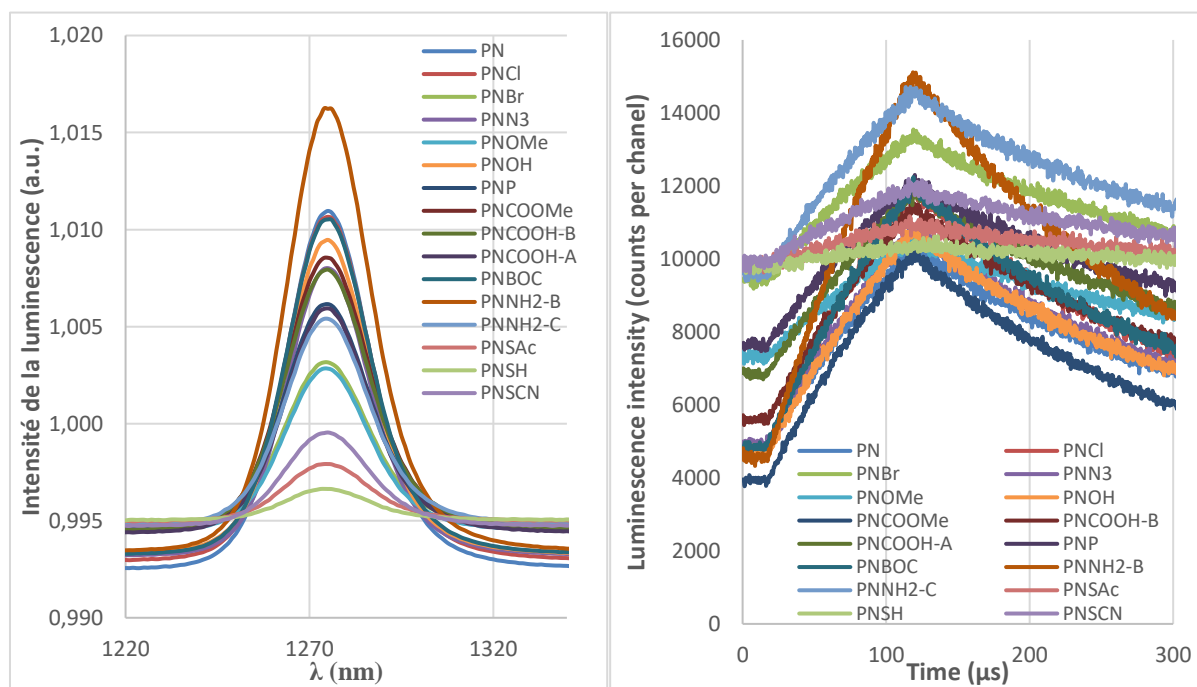 Intensité de la luminescence (a.u.)
1,020
1,015
1,010
1,005
1,000
0,995
0,990
1220
1270
1320
λ (nm)
PN
PNCl
PNBr
PNN3
PNOMe
PNOH
PNP
PNCOOMe
PNCOOH-B
PNCOOH-A
PNBOC
PNNH2-B
PNNH2-C
PNSAc
PNSH
PNSCN
Luminescence intensity (counts per channel)
16000
14000
12000
10000
8000
6000
4000
2000
0
0
100
200
300
Time (µs)
PN PNCl
PNBr PNN3
PNOMe PNOH
PNCOOMe PNCOOH-B
PNCOOH-A PNP
PNBOC PNNH2-B
PNNH2-C PNSAc
PNSH PNSCN